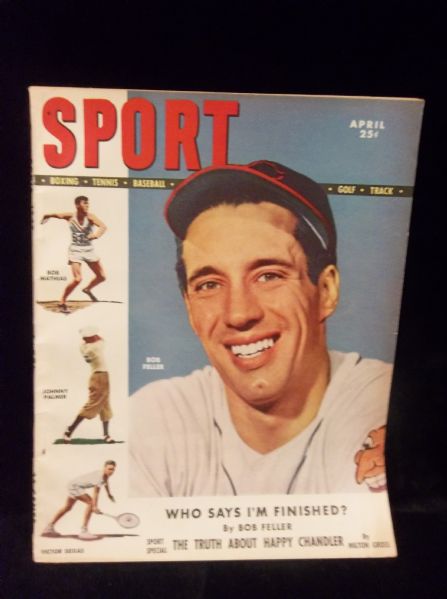 SPORT
APRIL
25¢
• BOXING • TENNIS • BASEBALL •
• GOLF • TRACK •
BOB
MATHIAS
JOHNNY
PALMER
BOB
FELLER
VICTOR SEIXAS
WHO SAYS I'M FINISHED?
By BOB FELLER
SPORT
SPECIAL
THE TRUTH ABOUT HAPPY CHANDLER
By
MILTON GROSS